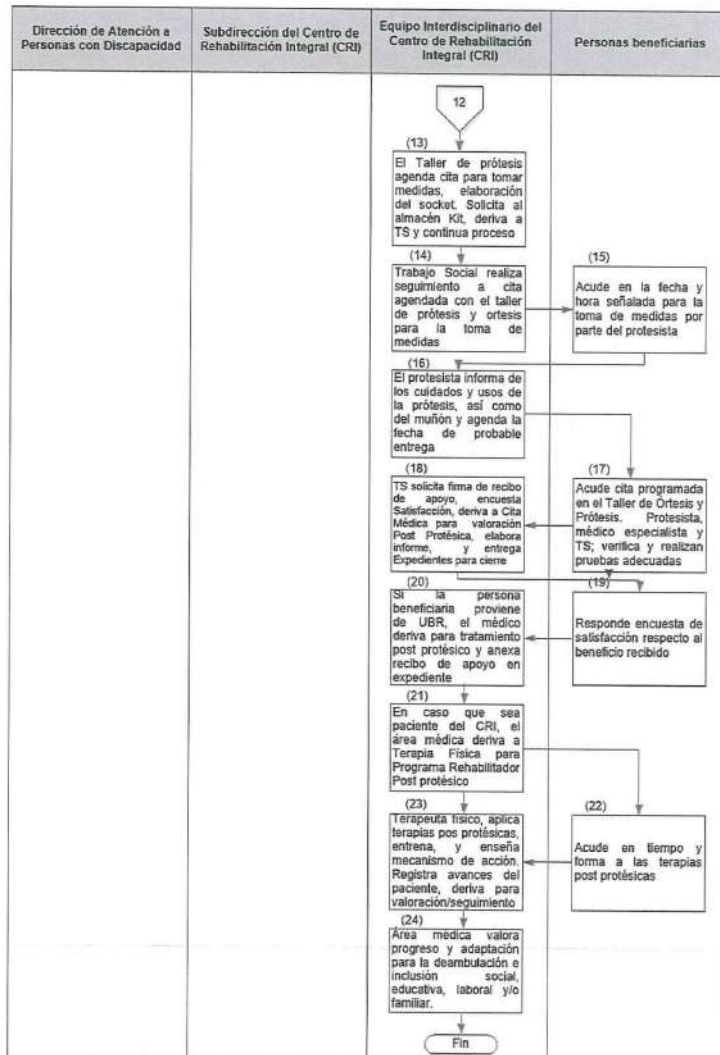 Dirección de Atención a
Personas con Discapacidad
Subdirección del Centro de
Rehabilitación Integral (CRI)
Equipo Interdisciplinario del
Centro de Rehabilitación
Integral (CRI)
Personas beneficiarias
12
(13)
El Taller de prótesis
agenda cita para tomar
medidas, elaboración
del socket. Solicita al
almacén Kit, deriva a
TS y continua proceso
(14)
Trabajo Social realiza
seguimiento a cita
agendada con el taller
de prótesis y ortesis
para la toma de
medidas
(15)
Acude en la fecha y
hora señalada para la
toma de medidas por
parte del protesista
(16)
El protesista informa de
los cuidados y usos de
la prótesis, así como
del muñón y agenda la
fecha de probable
entrega
(17)
Acude cita programada
en el Taller de Ortesis y
Prótesis. Protesista,
médico especialista y
TS; verifica y realizan
pruebas adecuadas
(18)
TS solicita firma de recibo
de apoyo, encuesta
Satisfacción, deriva a Cita
Médica para valoración
Post Protésica, elabora
informe, y entrega
Expedientes para cierre
(19)
Responde encuesta de
satisfacción respecto al
beneficio recibido
(20)
Si la persona
beneficiaria proviene
de UBR, el médico
deriva para tratamiento
post protésico y anexa
recibo de apoyo en
expediente
(21)
En caso que sea
paciente del CRI, el
área médica deriva a
Terapia Física para
Programa Rehabilitador
Post protésico
(22)
Acude en tiempo y
forma a las terapias
post protésicas
(23)
Terapeuta físico, aplica
terapias pos protésicas,
entrena, y enseña
mecanismo de acción.
Registra avances del
paciente, deriva para
valoración/seguimiento
(24)
Área médica valora
progreso y adaptación
para la deambulación e
inclusión social,
educativa, laboral y/o
familiar.
Fin